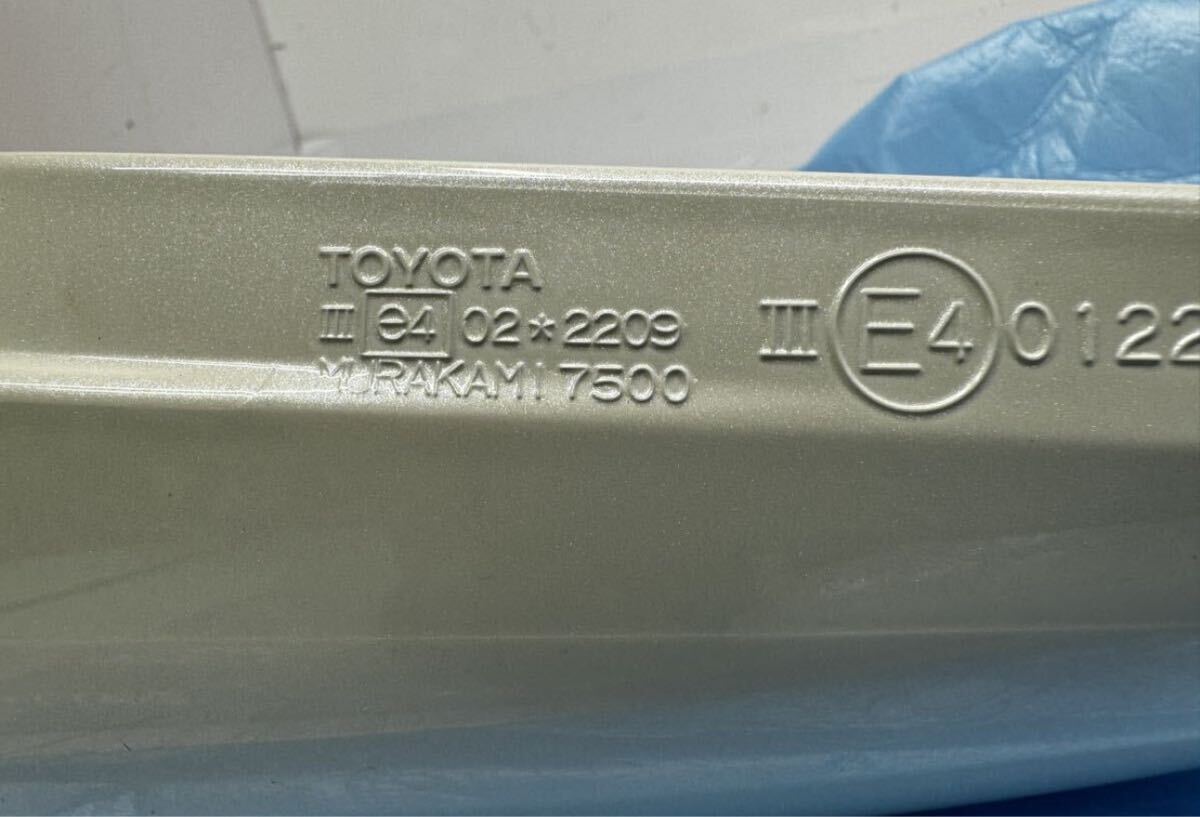 TOYOTA
III e4 02*2209
MURAKAMI 7500
III E4 0122